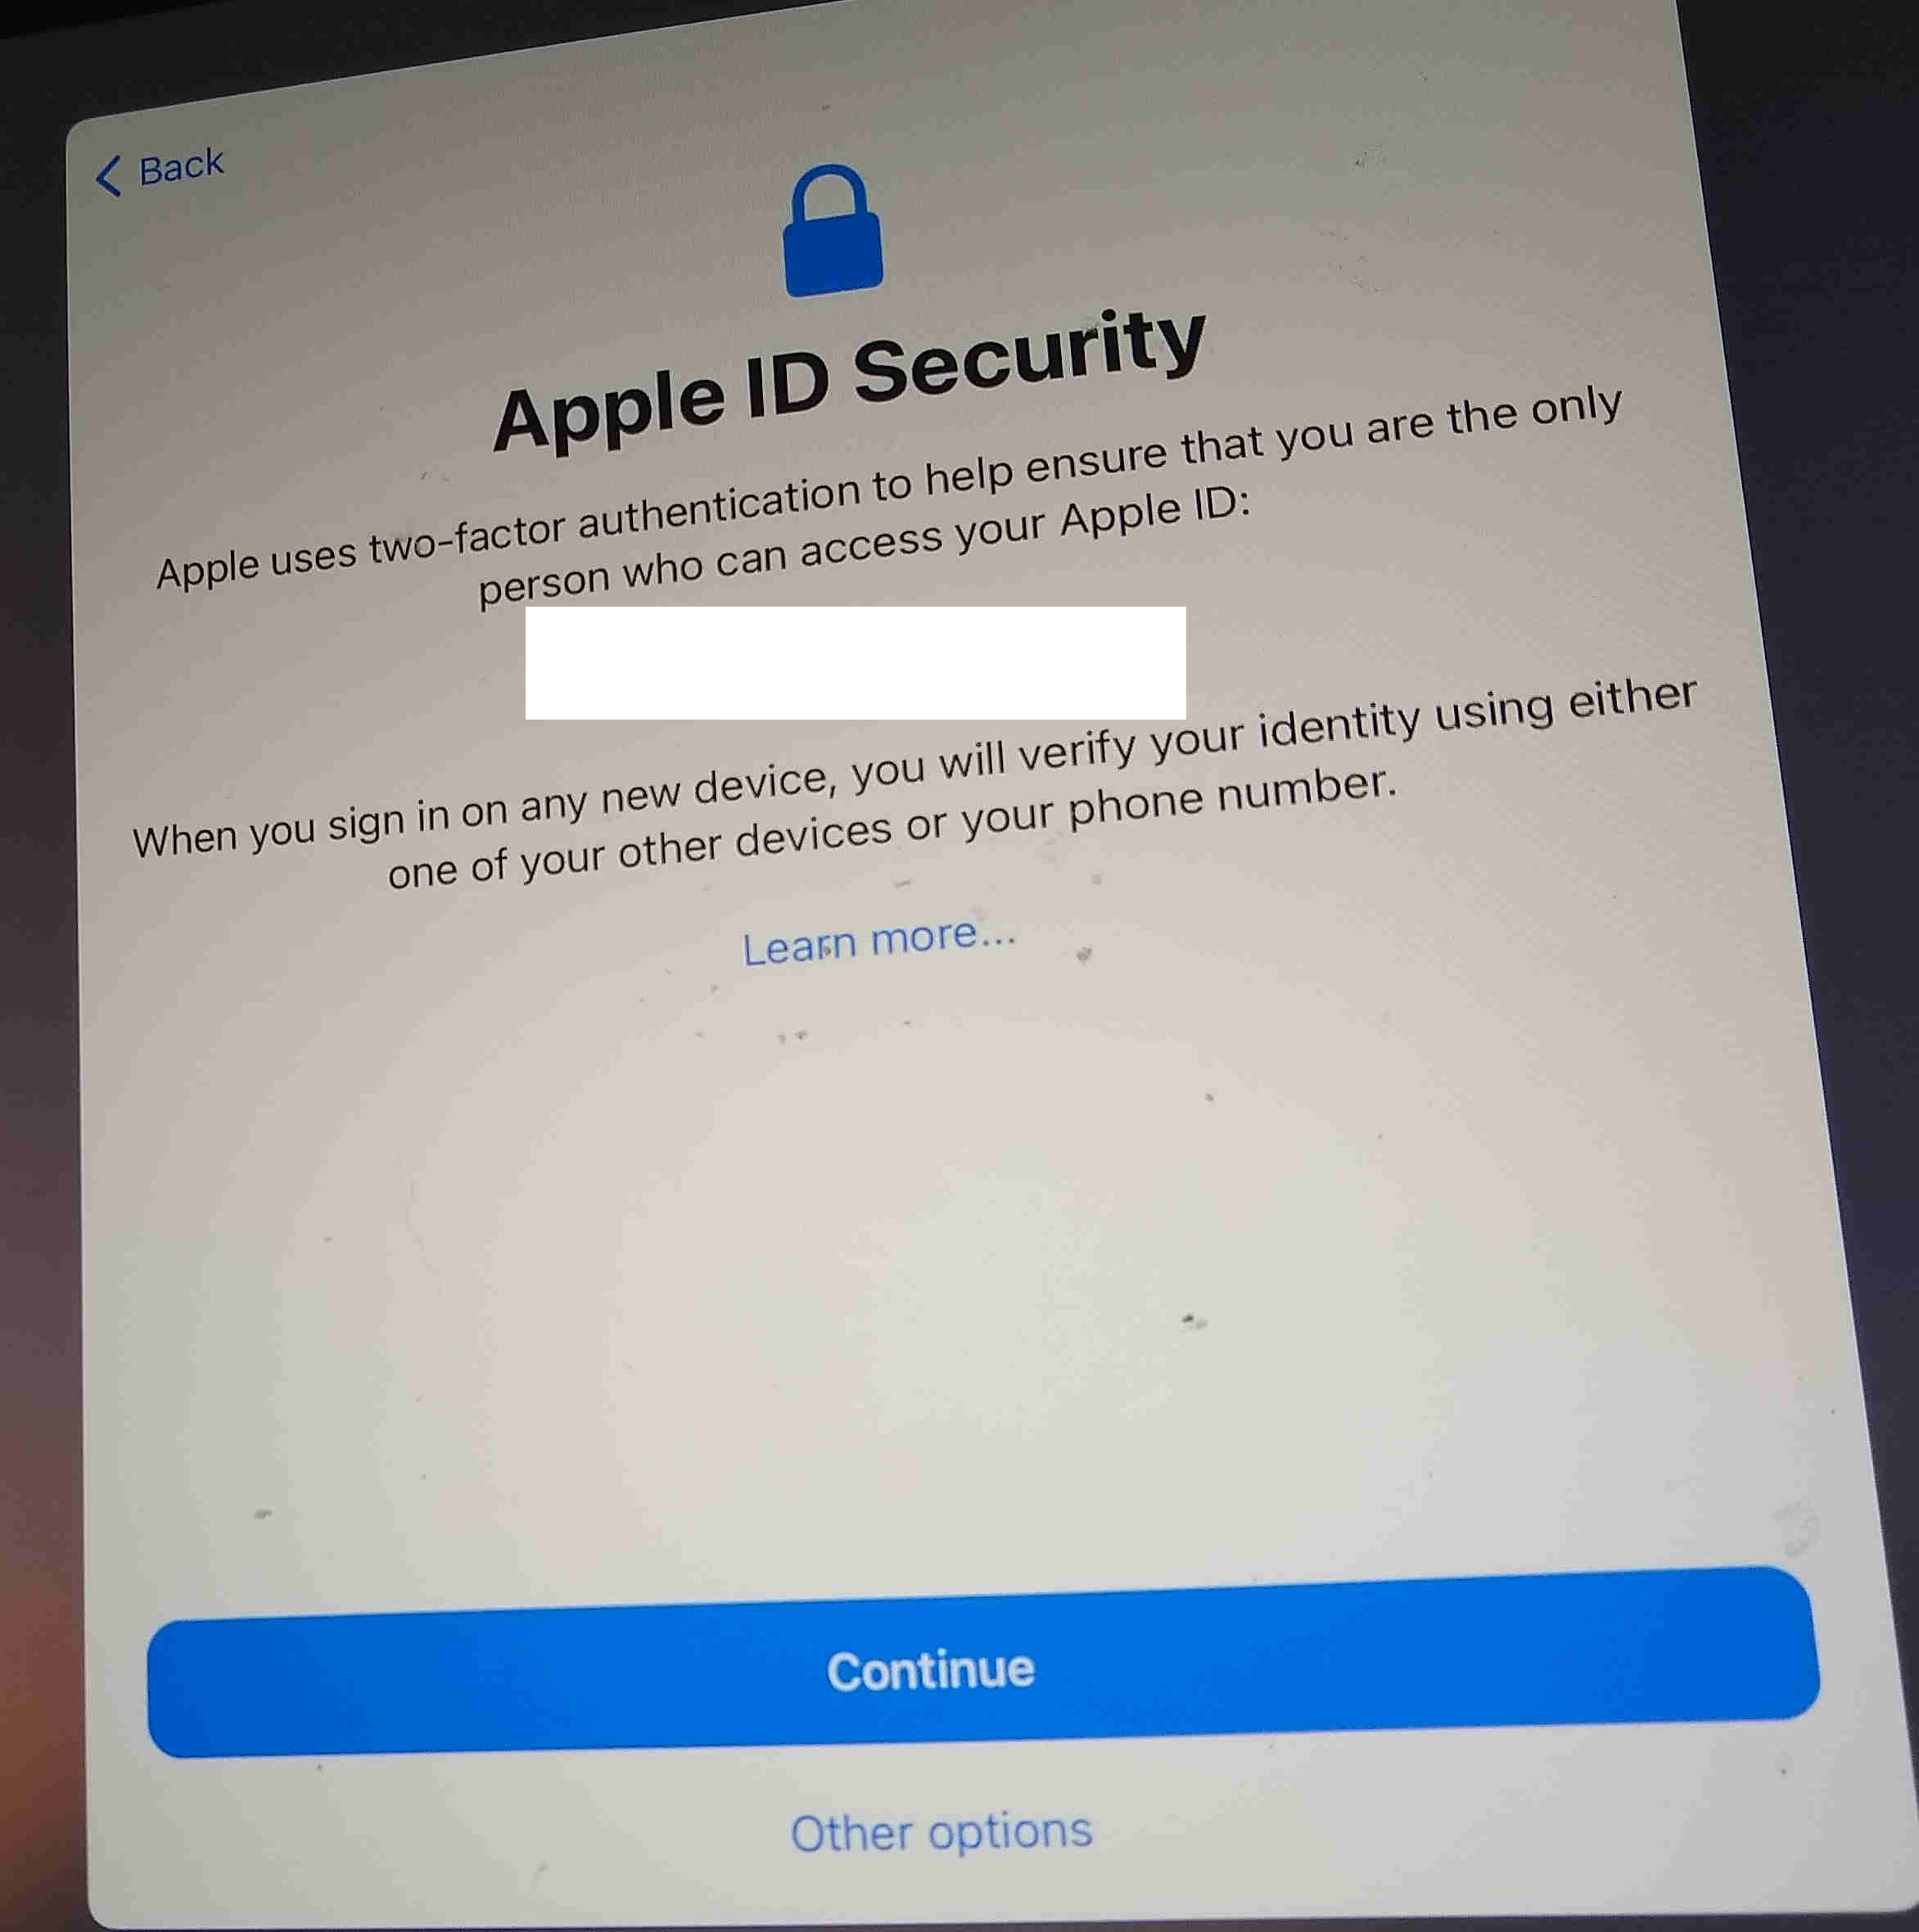 Back
Apple ID Security
Apple uses two-factor authentication to help ensure that you are the only
person who can access your Apple ID:
When you sign in on any new device, you will verify your identity using either
one of your other devices or your phone number.
Learn more...
Continue
Other options